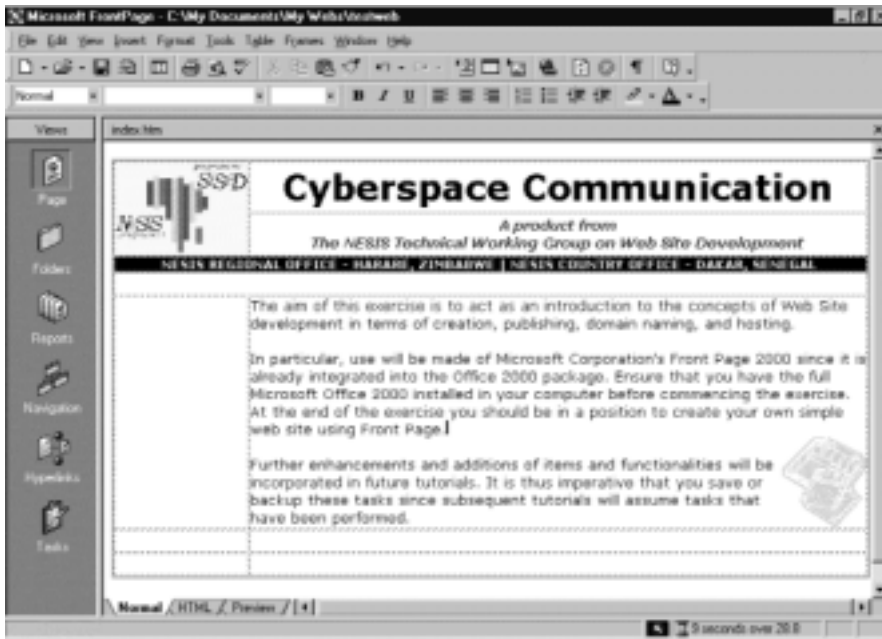 Microsoft FrontPage - C:\My Documents\My Webs\testweb
File Edit View Insert Format Tools Table Frames Window Help
Normal B I U A
Views index.htm
Page
Folders
Reports
Navigation
Hyperlinks
Tasks
SSD
NSIS
Cyberspace Communication
A product from
The NESIS Technical Working Group on Web Site Development
NESIS REGIONAL OFFICE - HARARE, ZIMBABWE | NESIS COUNTRY OFFICE - DAKAR, SENEGAL
The aim of this exercise is to act as an introduction to the concepts of Web Site
development in terms of creation, publishing, domain naming, and hosting.
In particular, use will be made of Microsoft Corporation's Front Page 2000 since it is
already integrated into the Office 2000 package. Ensure that you have the full
Microsoft Office 2000 installed in your computer before commencing the exercise.
At the end of the exercise you should be in a position to create your own simple
web site using Front Page.
Further enhancements and additions of items and functionalities will be
incorporated in future tutorials. It is thus imperative that you save or
backup these tasks since subsequent tutorials will assume tasks that
have been performed.
Normal HTML Preview
9 seconds over 28.8